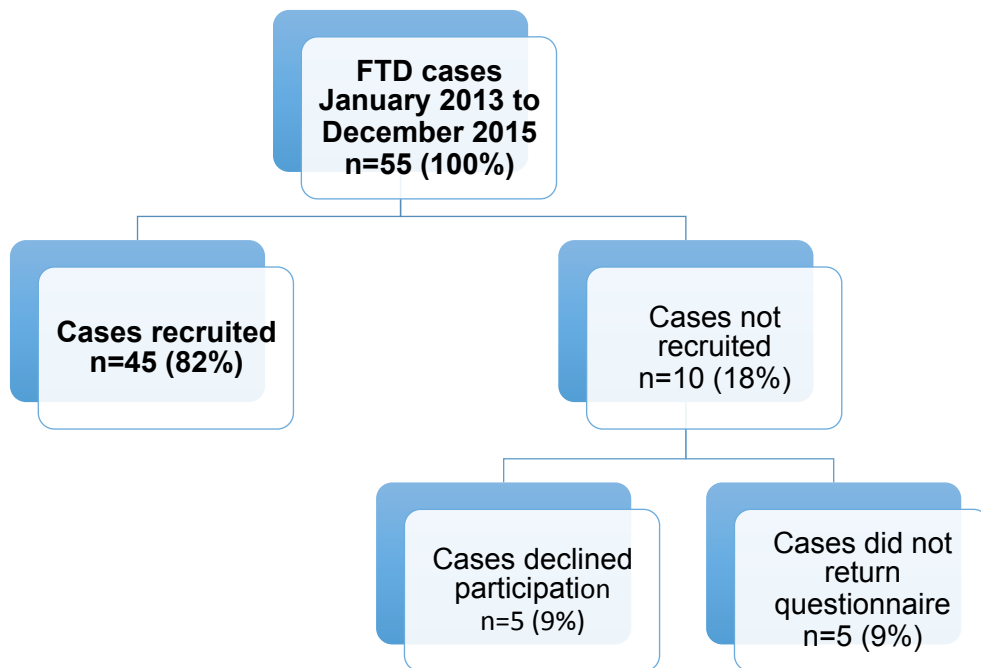 FTD cases
January 2013 to
December 2015
n=55 (100%)
Cases recruited
n=45 (82%)
Cases not
recruited
n=10 (18%)
Cases declined
participation
n=5 (9%)
Cases did not
return
questionnaire
n=5 (9%)